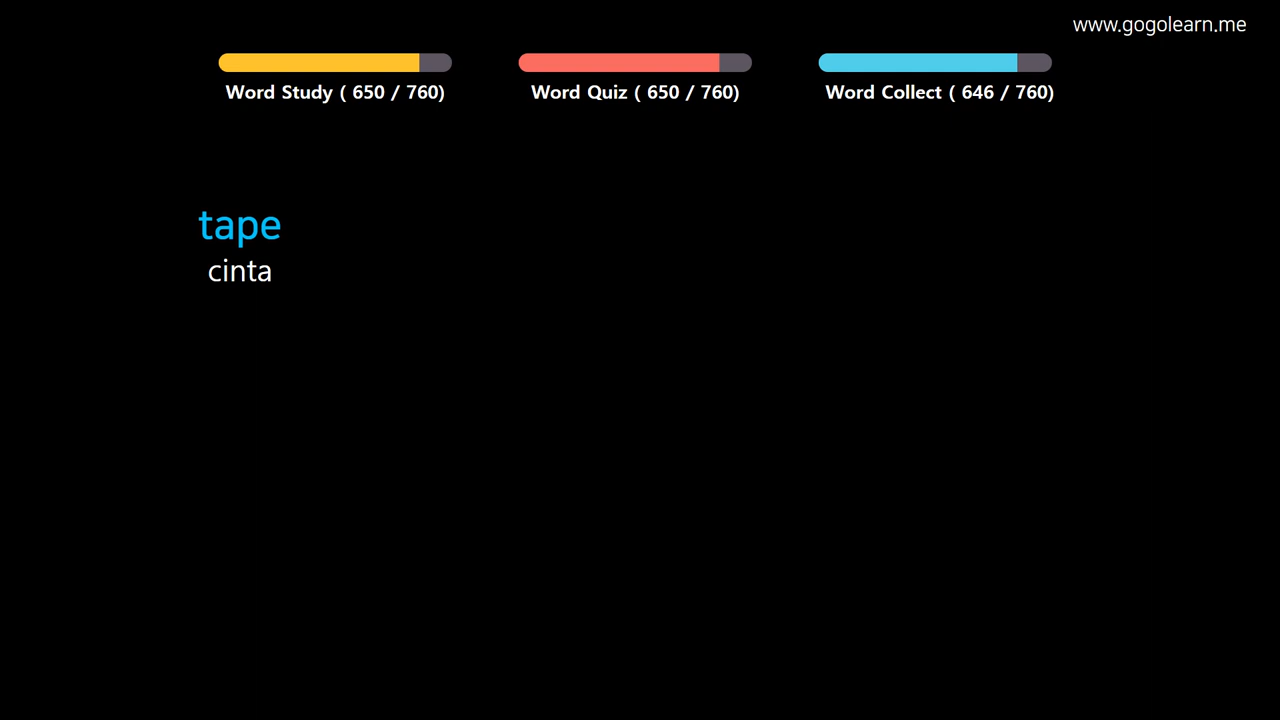 www.gogolearn.me
Word Study ( 650 / 760)
Word Quiz ( 650 / 760)
Word Collect ( 646 / 760)
tape
cinta